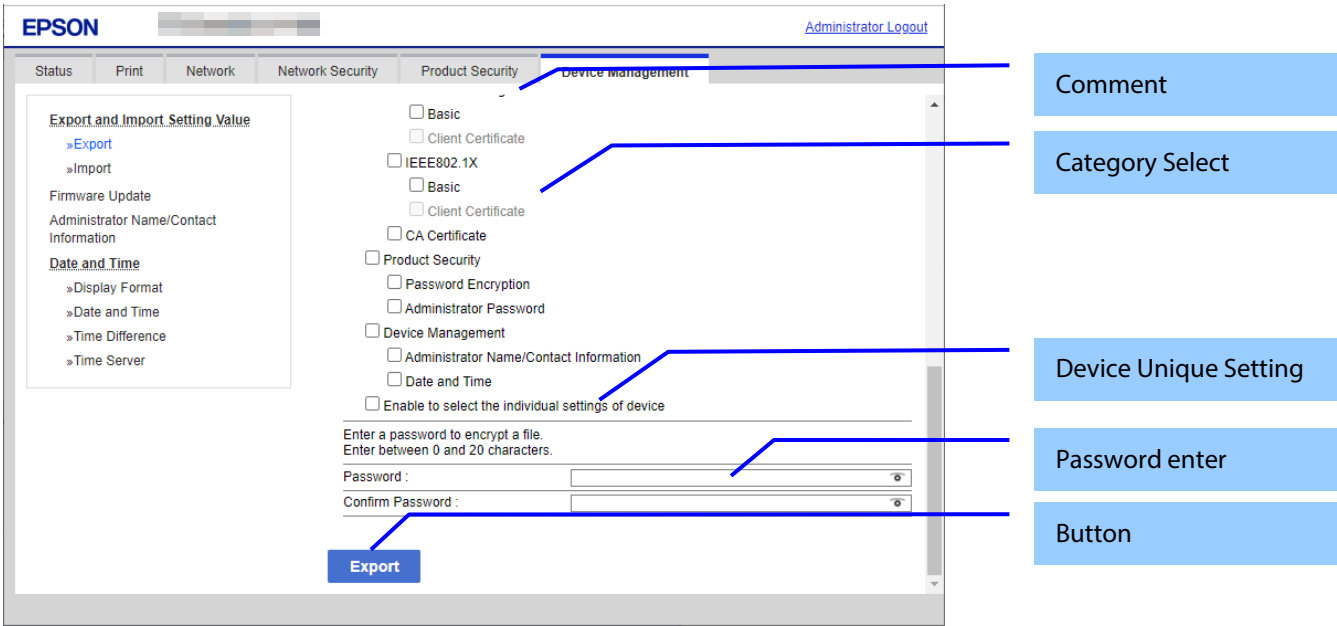 EPSON
Administrator Logout
Status Print Network Network Security Product Security Device Management
Export and Import Setting Value
»Export
»Import
Firmware Update
Administrator Name/Contact
Information
Date and Time
»Display Format
»Date and Time
»Time Difference
»Time Server
Basic
Client Certificate
IEEE802.1X
Basic
Client Certificate
CA Certificate
Product Security
Password Encryption
Administrator Password
Device Management
Administrator Name/Contact Information
Date and Time
Enable to select the individual settings of device
Enter a password to encrypt a file.
Enter between 0 and 20 characters.
Password :
Confirm Password :
Export
Comment
Category Select
Device Unique Setting
Password enter
Button